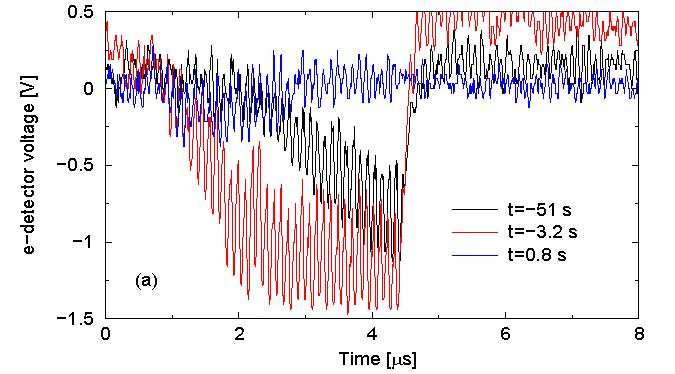 0.5
0
−0.5
−1
−1.5
e−detector voltage [V]
t=−51 s
t=−3.2 s
t=0.8 s
(a)
0 2 4 6 8
Time [μs]